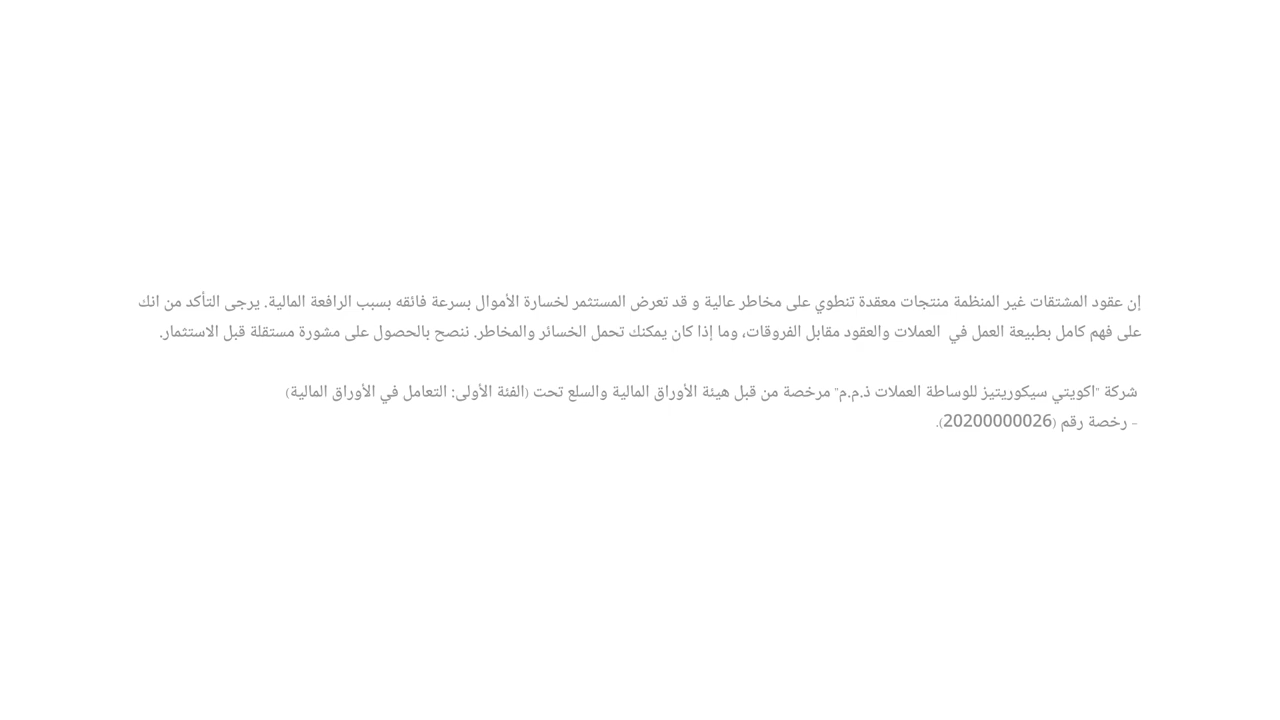 إن عقود المشتقات غير المنظمة منتجات معقدة تنطوي على مخاطر عالية و قد تعرض المستثمر لخسارة الأموال بسرعة فائقه بسبب الرافعة المالية. يرجى التأكد من انك
على فهم كامل بطبيعة العمل في العملات والعقود مقابل الفروقات، وما إذا كان يمكنك تحمل الخسائر والمخاطر. ننصح بالحصول على مشورة مستقلة قبل الاستثمار.
شركة "اكويتي سيكوريتيز للوساطة العملات ذ.م.م" مرخصة من قبل هيئة الأوراق المالية والسلع تحت (الفئة الأولى: التعامل في الأوراق المالية)
– رخصة رقم (20200000026).